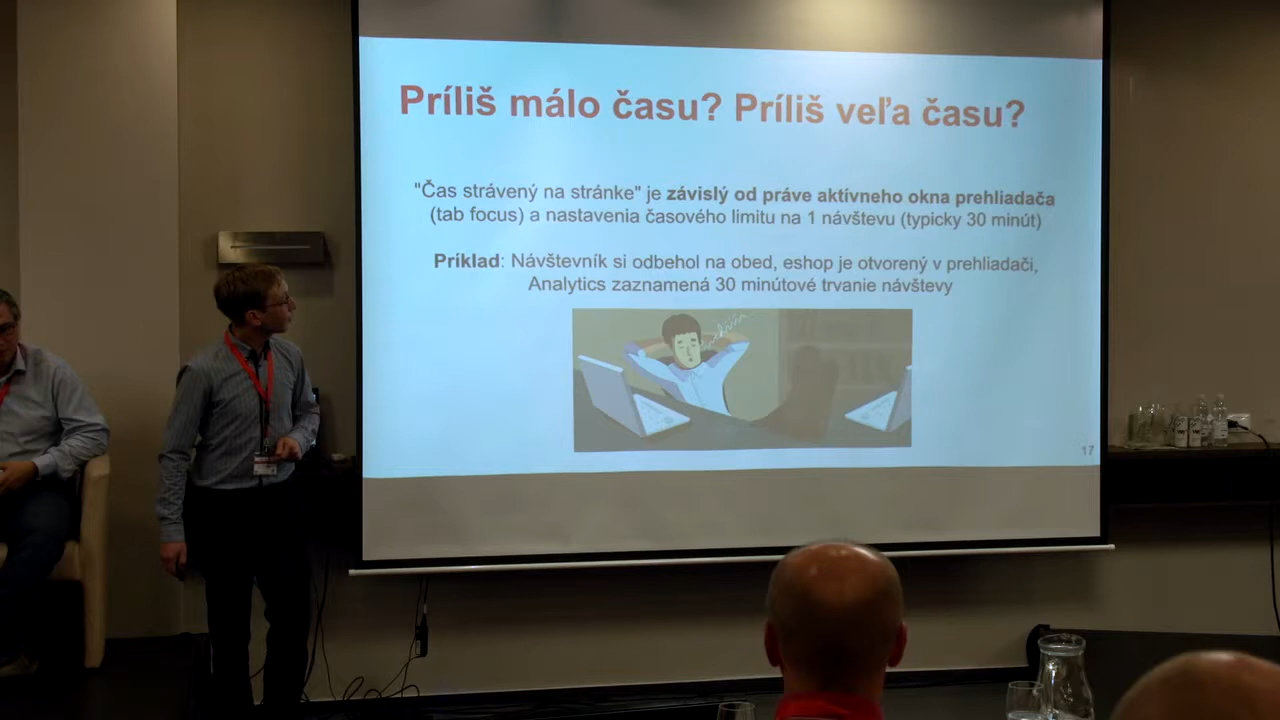 Príliš málo času? Príliš veľa času?
"Čas strávený na stránke" je závislý od práve aktívneho okna prehliadača
(tab focus) a nastavenia časového limitu na 1 návštevu (typicky 30 minút)
Príklad: Návštevník si odbehol na obed, eshop je otvorený v prehliadači,
Analytics zaznamená 30 minútové trvanie návštevy
17